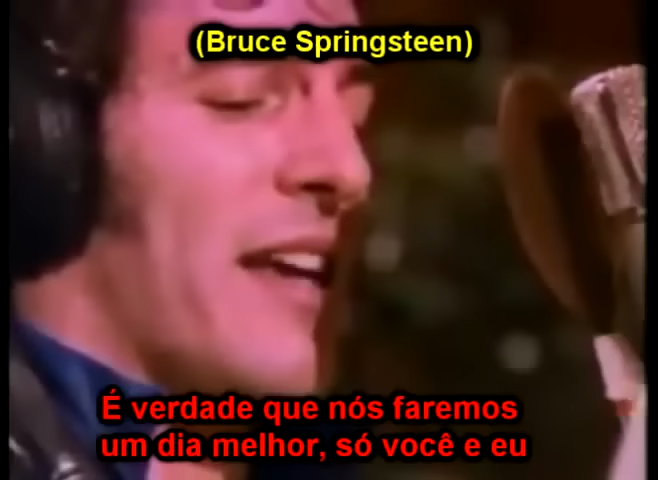 (Bruce Springsteen)
É verdade que nós faremos
um dia melhor, só você e eu